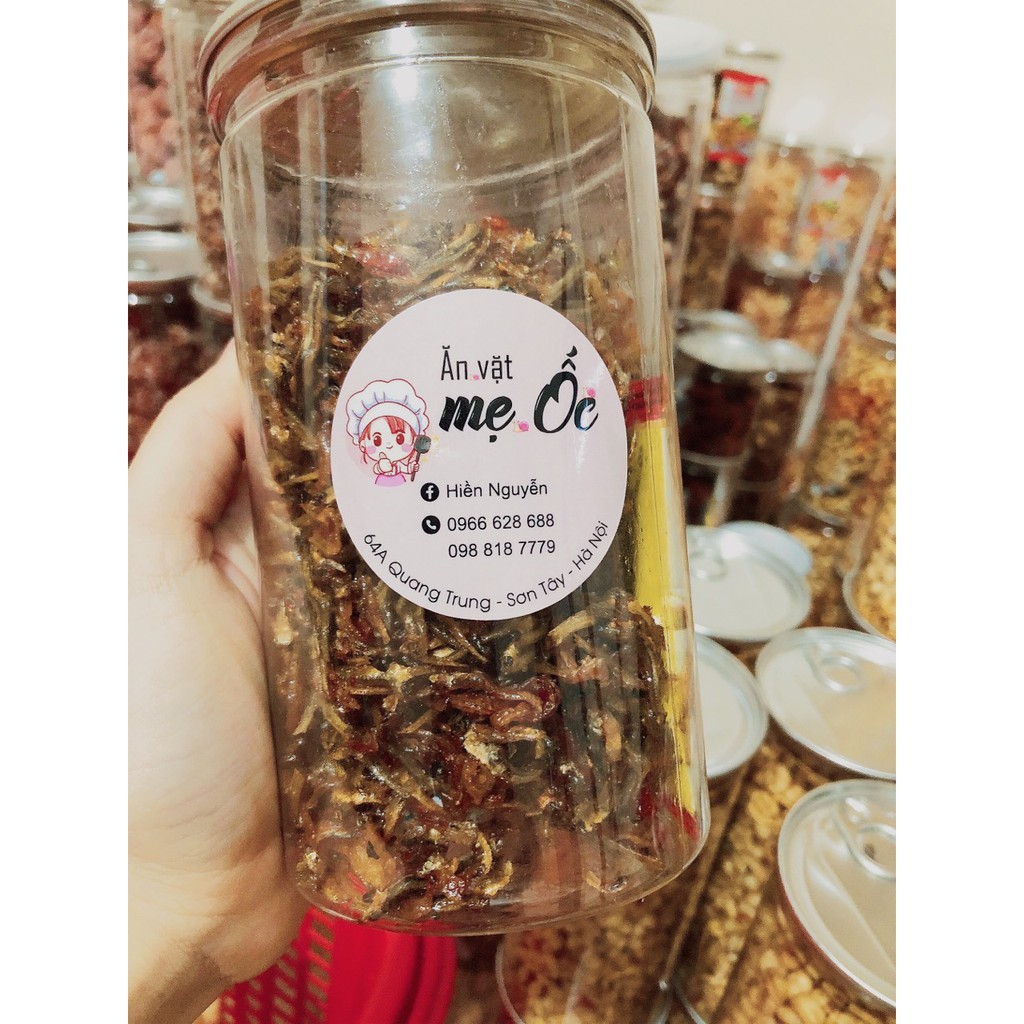 Ăn vặt
mẹ Ốc
Hiền Nguyễn
0966 628 688
098 818 7779
64A Quang Trung - Sơn Tây - Hà Nội